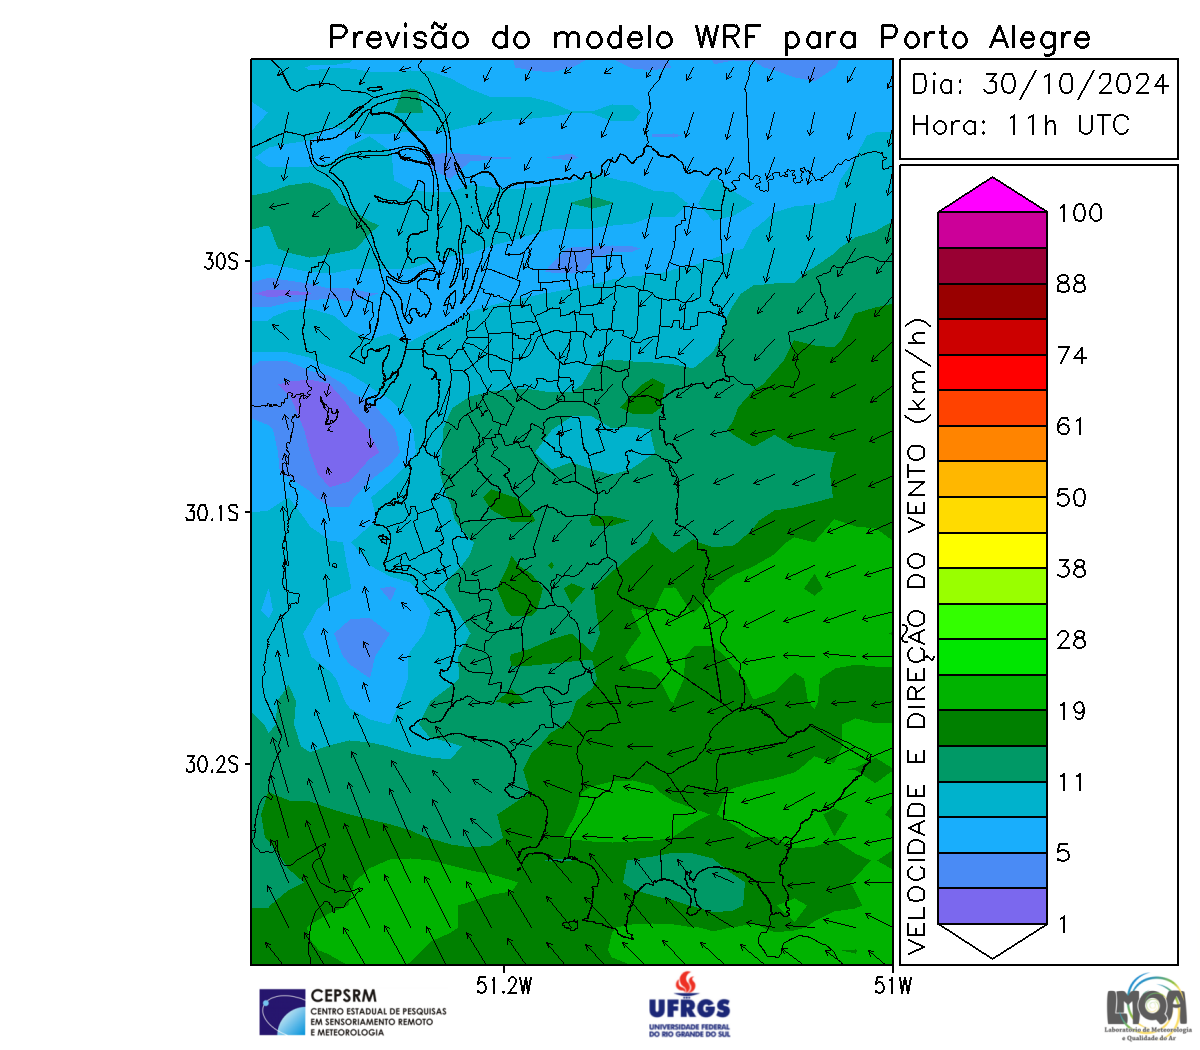 Previsão do modelo WRF para Porto Alegre
Dia: 30/10/2024
Hora: 11h UTC
30S
30.1S
30.2S
51.2W
51W
VELOCIDADE E DIREÇÃO DO VENTO (km/h)
100
88
74
61
50
38
28
19
11
5
1
CEPSRM
CENTRO ESTADUAL DE PESQUISAS
EM SENSORIAMENTO REMOTO
E METEOROLOGIA
UFRGS
UNIVERSIDADE FEDERAL
DO RIO GRANDE DO SUL
LMQA
Laboratório de Meteorologia
e Qualidade do Ar